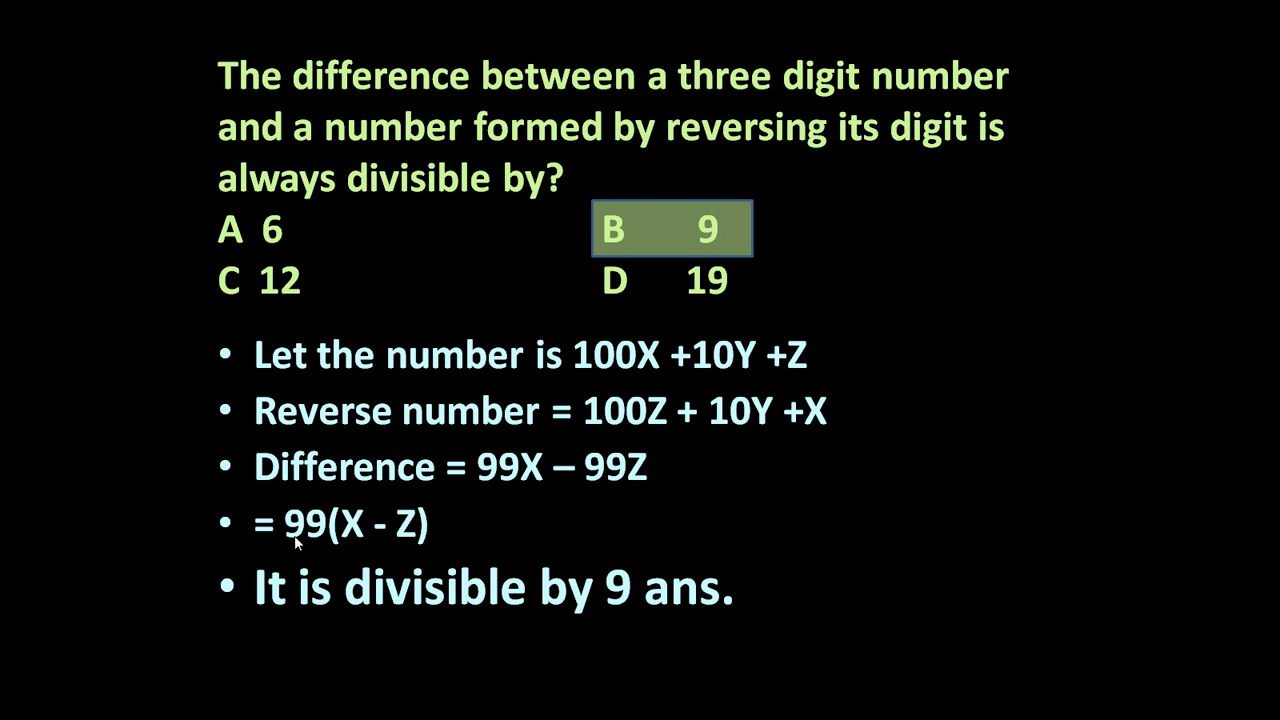 The difference between a three digit number
and a number formed by reversing its digit is
always divisible by?
A 6 B 9
C 12 D 19
• Let the number is 100X +10Y +Z
• Reverse number = 100Z + 10Y +X
• Difference = 99X – 99Z
• = 99(X - Z)
• It is divisible by 9 ans.